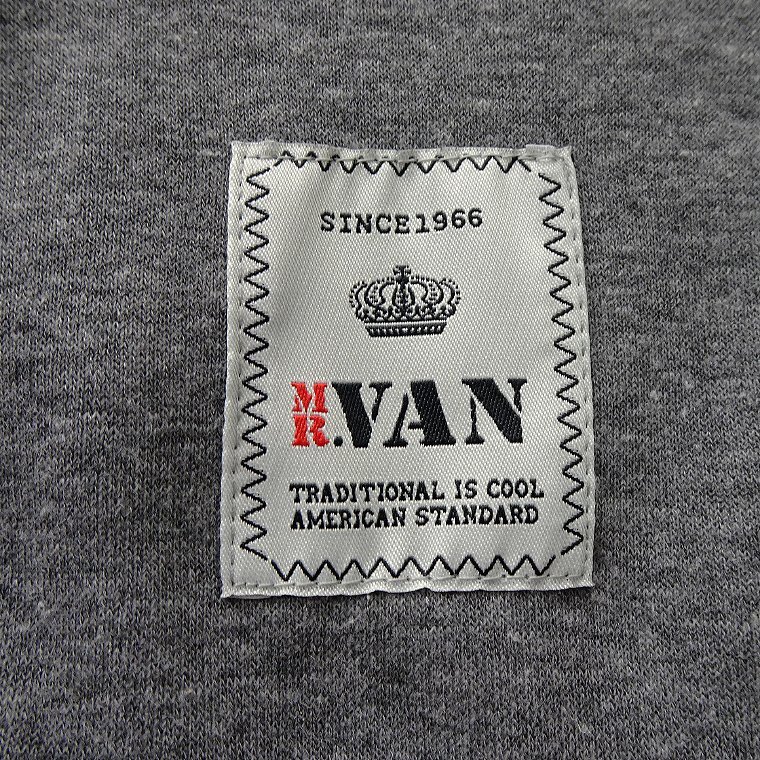 SINCE1966
MR.VAN
TRADITIONAL IS COOL
AMERICAN STANDARD